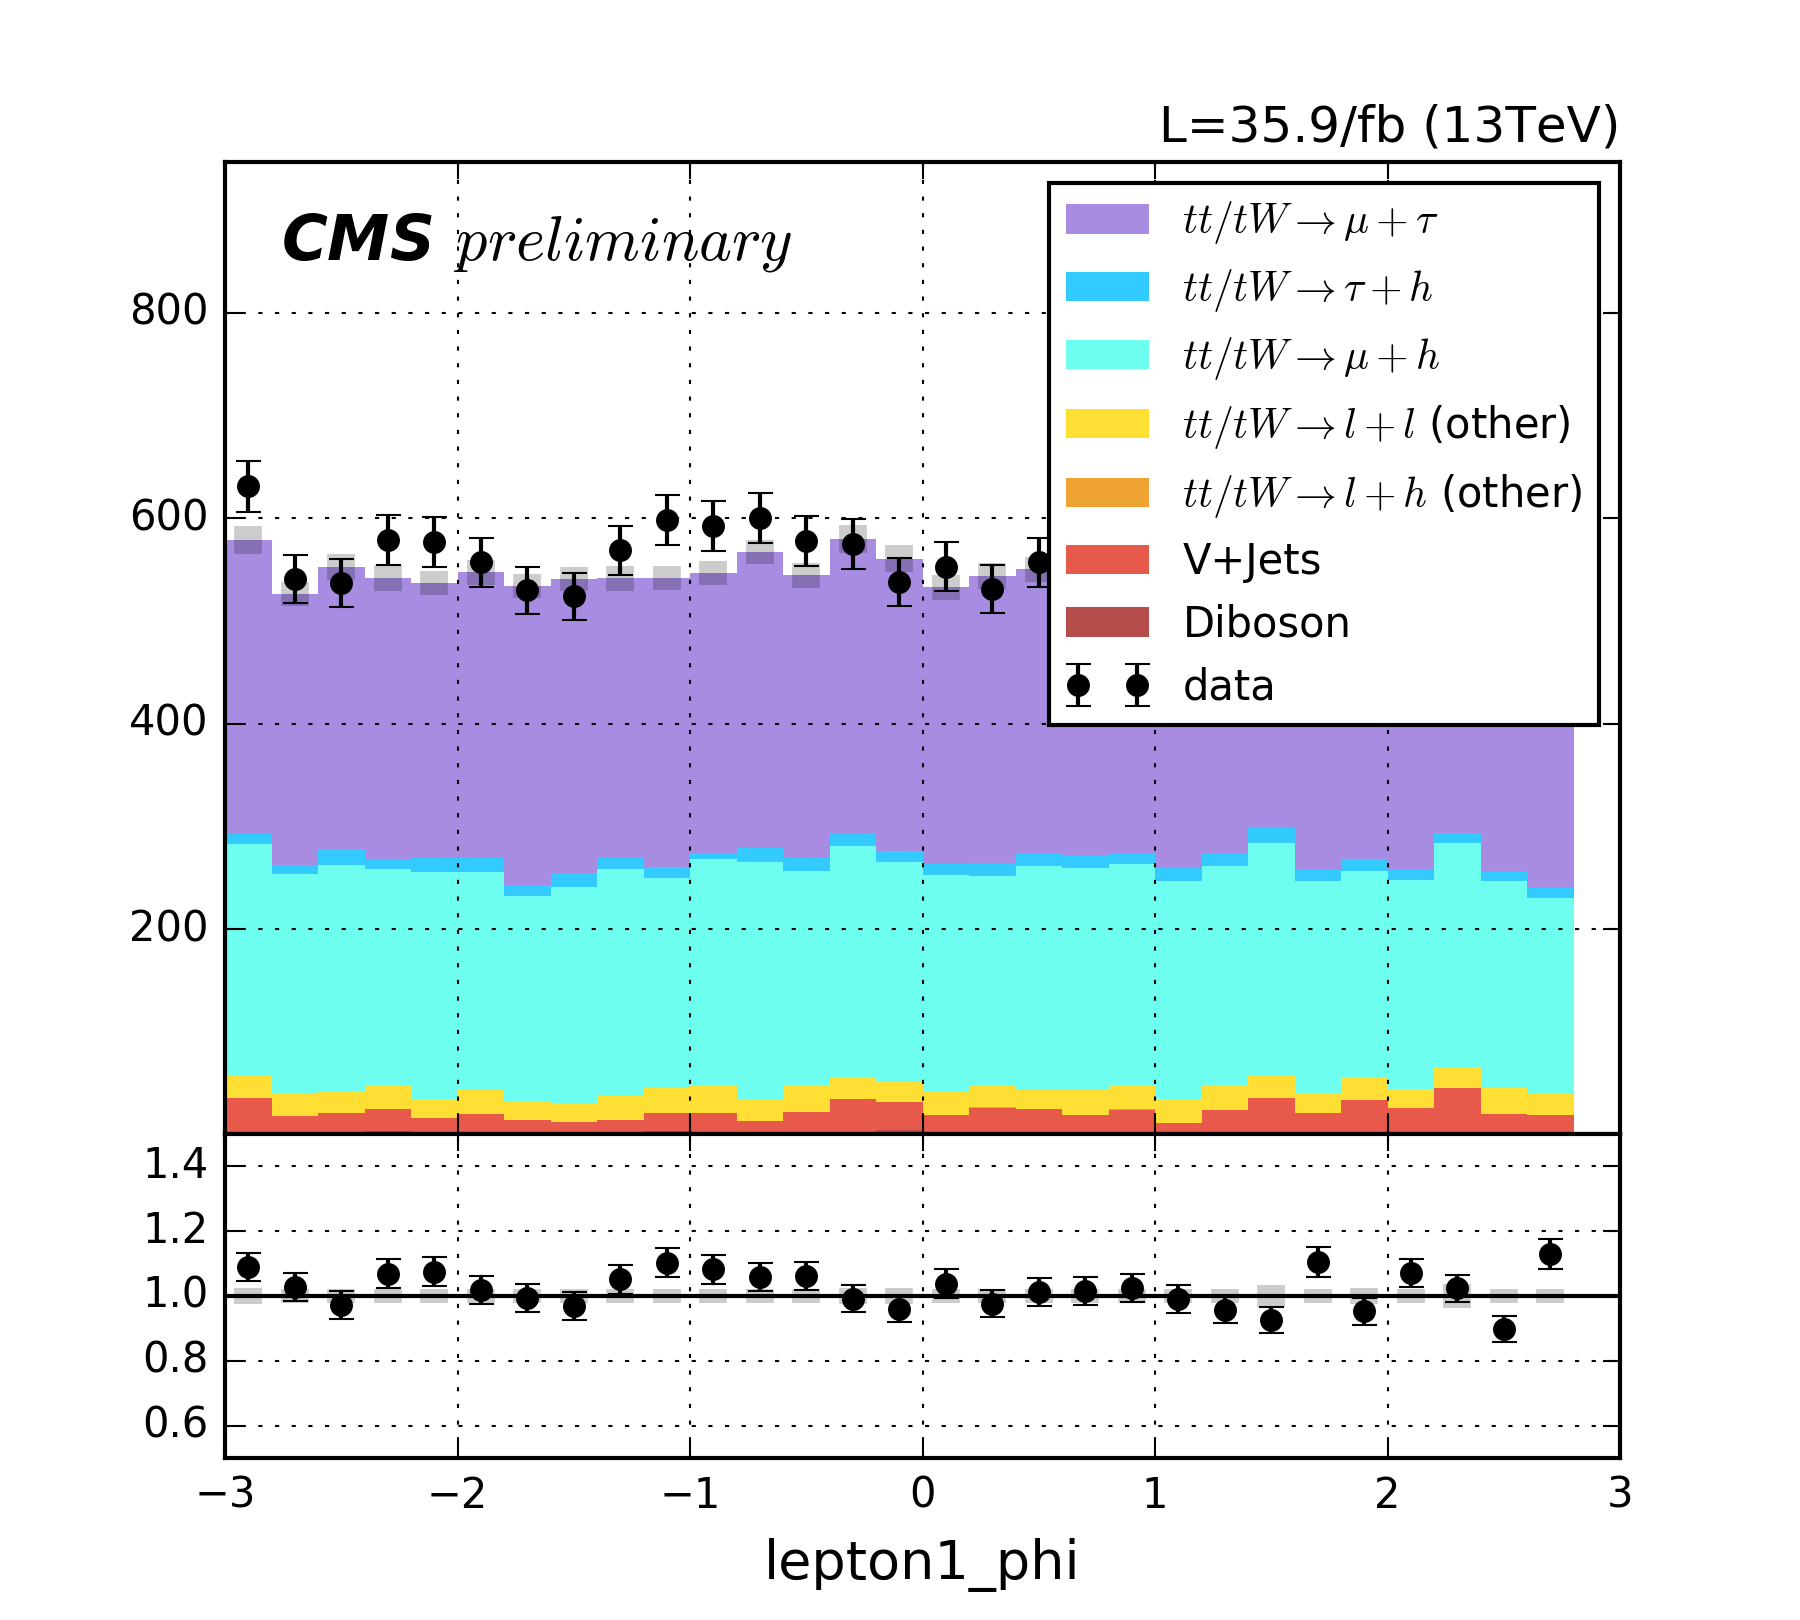 L=35.9/fb (13TeV)
CMS preliminary
tt/tW→μ+τ
tt/tW→τ+h
tt/tW→μ+h
tt/tW→l+l (other)
tt/tW→l+h (other)
V+Jets
Diboson
data
800
600
400
200
1.4
1.2
1.0
0.8
0.6
−3 −2 −1 0 1 2 3
lepton1_phi